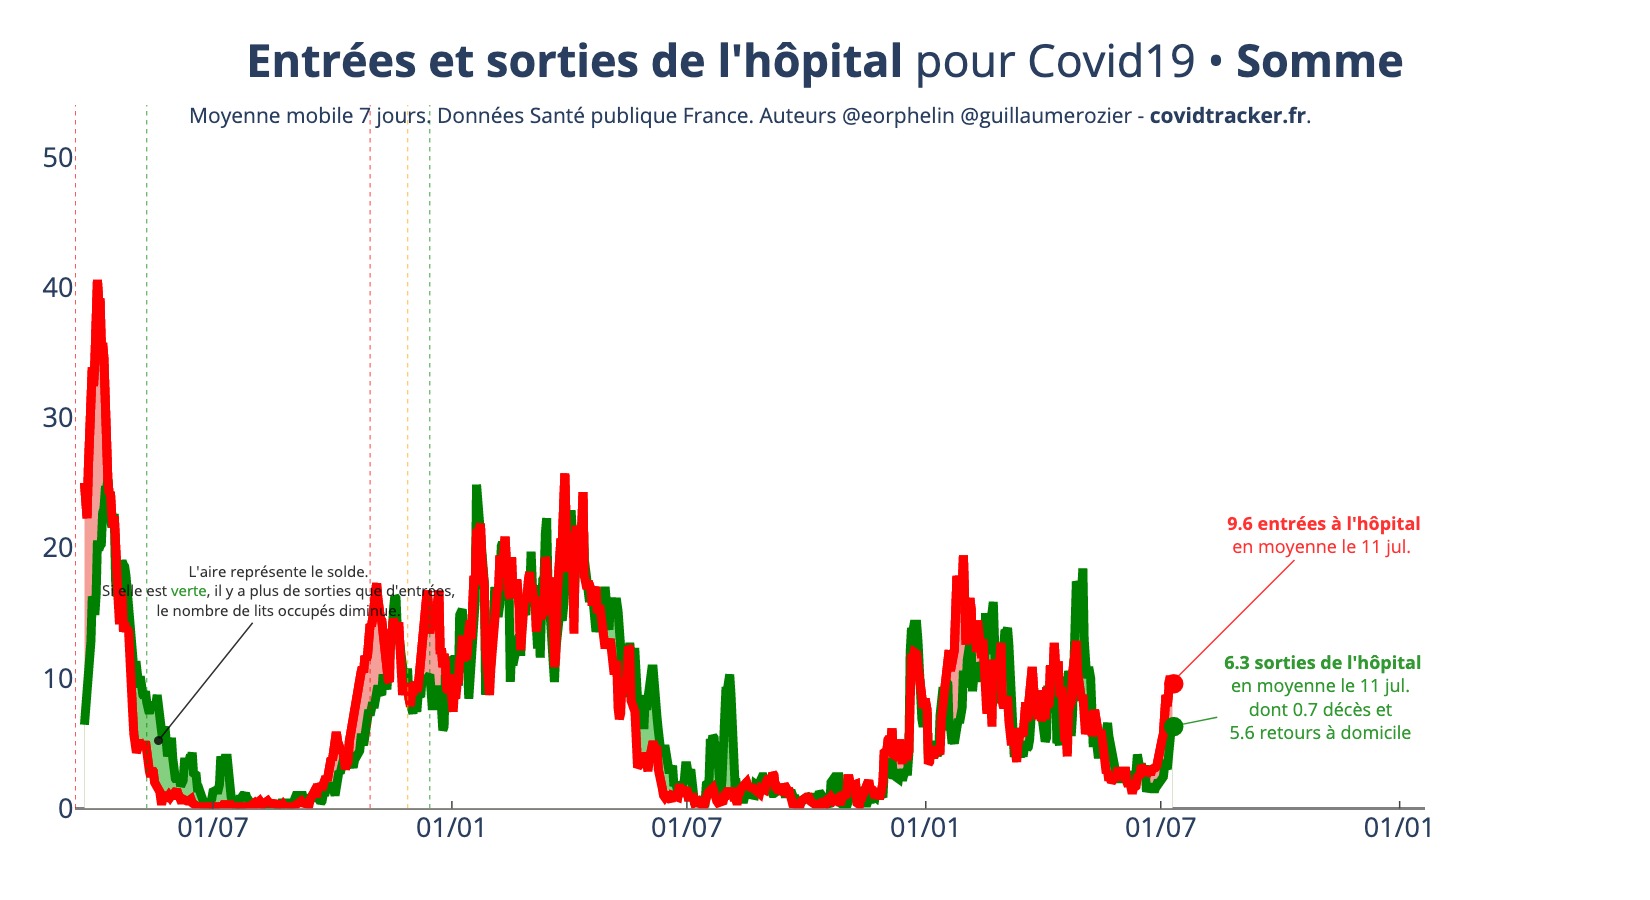 Entrées et sorties de l'hôpital pour Covid19 • Somme
Moyenne mobile 7 jours. Données Santé publique France. Auteurs @eorphelin @guillaumerozier - covidtracker.fr.
50
40
30
20
10
0
L'aire représente le solde.
Si elle est verte, il y a plus de sorties que d'entrées,
le nombre de lits occupés diminue.
9.6 entrées à l'hôpital
en moyenne le 11 jul.
6.3 sorties de l'hôpital
en moyenne le 11 jul.
dont 0.7 décès et
5.6 retours à domicile
01/07
01/01
01/07
01/01
01/07
01/01